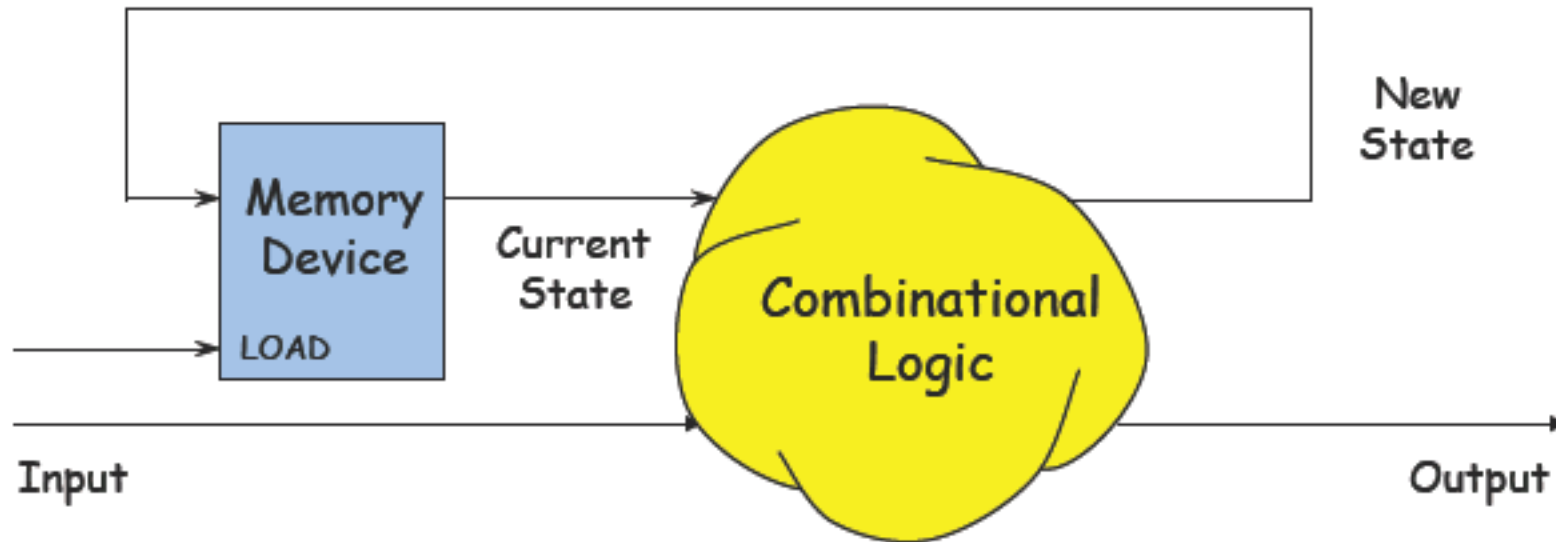 New
State
Memory
Device
LOAD
Current
State
Combinational
Logic
Input
Output